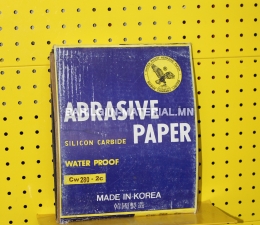 ABRASIVE
SILICON CARBIDE
PAPER
WATER PROOF
Cw 200 - 2c
MADE IN KOREA
韓國製造